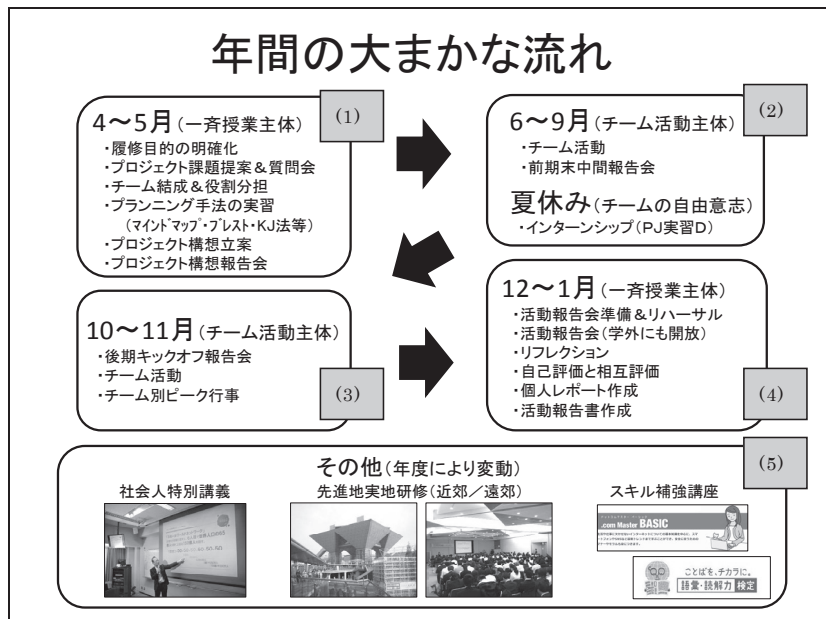 年間の大まかな流れ
4～5月(一斉授業主体)
(1)
・履修目的の明確化
・プロジェクト課題提案&質問会
・チーム結成&役割分担
・プランニング手法の実習
(マインドマップ・ブレスト・KJ法等)
・プロジェクト構想立案
・プロジェクト構想報告会
(2)
6～9月(チーム活動主体)
・チーム活動
・前期末中間報告会
夏休み(チームの自由意志)
・インターンシップ(PJ実習D)
10～11月(チーム活動主体)
・後期キックオフ報告会
・チーム活動
・チーム別ピーク行事
(3)
12～1月(一斉授業主体)
・活動報告会準備&リハーサル
・活動報告会(学外にも開放)
・リフレクション
・自己評価と相互評価
・個人レポート作成
・活動報告書作成
(4)
その他(年度により変動)
(5)
社会人特別講義
先進地実地研修(近郊／遠郊)
スキル補強講座
.com Master BASIC
ことばを、チカラに。
語彙・読解力 検定